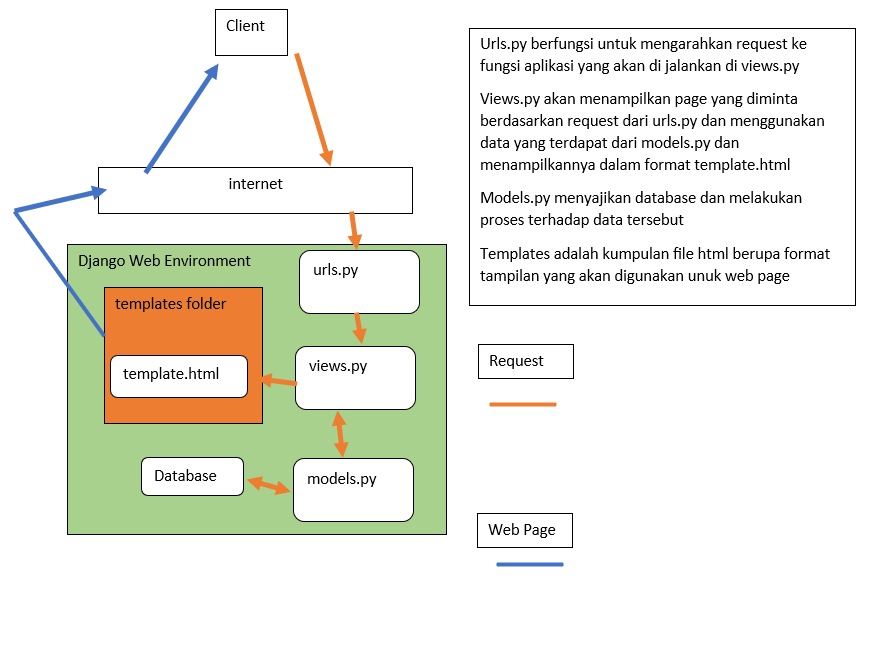 Client
internet
Django Web Environment
urls.py
templates folder
template.html
views.py
Database
models.py
Urls.py berfungsi untuk mengarahkan request ke
fungsi aplikasi yang akan di jalankan di views.py
Views.py akan menampilkan page yang diminta
berdasarkan request dari urls.py dan menggunakan
data yang terdapat dari models.py dan
menampilkannya dalam format template.html
Models.py menyajikan database dan melakukan
proses terhadap data tersebut
Templates adalah kumpulan file html berupa format
tampilan yang akan digunakan unuk web page
Request
Web Page